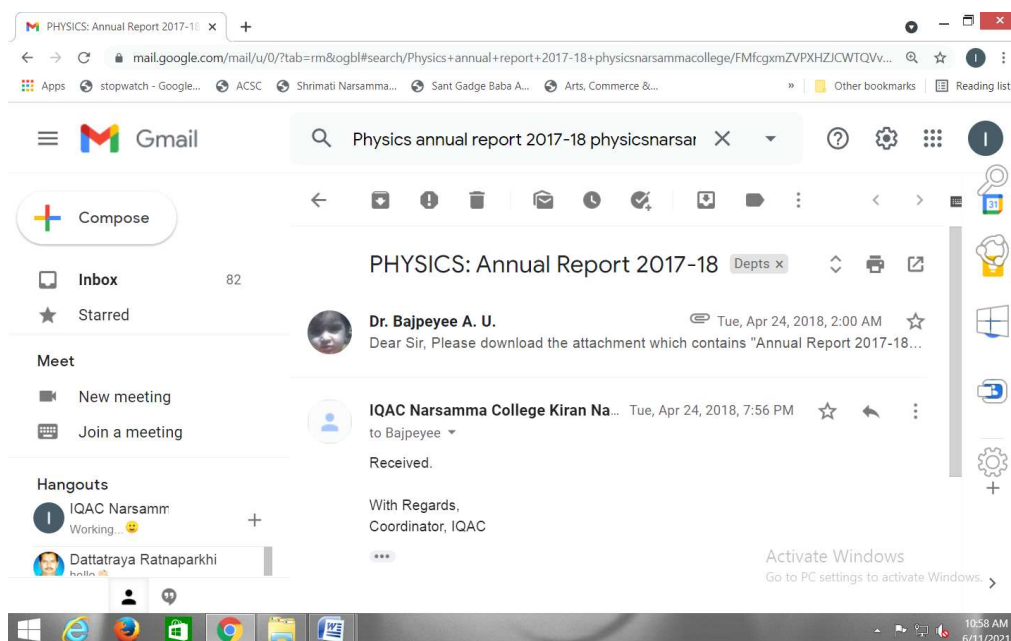 PHYSICS: Annual Report 2017-18
mail.google.com/mail/u/0/?tab=rm&ogbl#search/Physics+annual+report+2017-18+physicsnarsammacollege/FMfcgxmZVPXHZJCWTQVv...
Apps stopwatch - Google... ACSC Shrimati Narsamma... Sant Gadge Baba A... Arts, Commerce &... » Other bookmarks Reading list
Gmail Physics annual report 2017-18 physicsnarsar I
Compose
31
PHYSICS: Annual Report 2017-18 Depts x
Inbox 82
Starred
Dr. Bajpeyee A. U. Tue, Apr 24, 2018, 2:00 AM
Dear Sir, Please download the attachment which contains "Annual Report 2017-18...
Meet
New meeting
Join a meeting
IQAC Narsamma College Kiran Na... Tue, Apr 24, 2018, 7:56 PM
to Bajpeyee
Received.
With Regards,
Coordinator, IQAC
Hangouts
I IQAC Narsamm
Working...
Dattatraya Ratnaparkhi
Activate Windows
Go to PC settings to activate Windows.
10:58 AM
6/11/2021